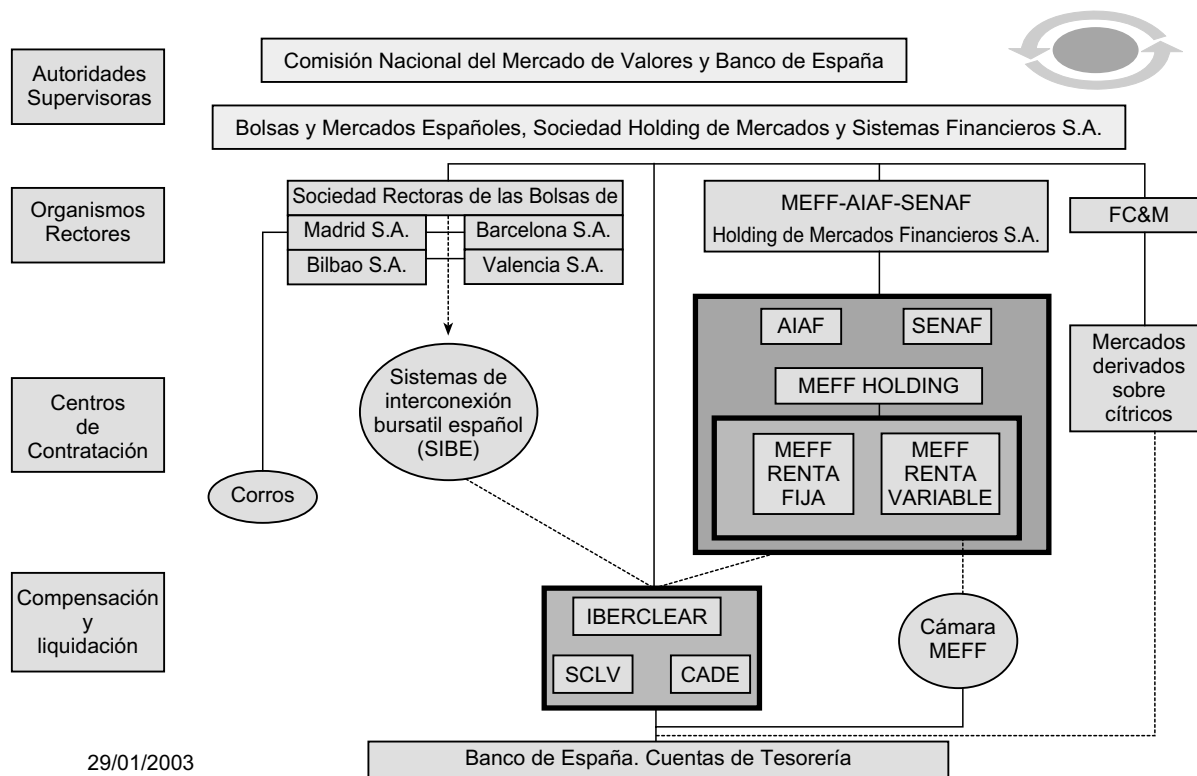 Autoridades
Supervisoras
Comisión Nacional del Mercado de Valores y Banco de España
Bolsas y Mercados Españoles, Sociedad Holding de Mercados y Sistemas Financieros S.A.
Organismos
Rectores
Sociedad Rectoras de las Bolsas de
Madrid S.A.
Barcelona S.A.
Bilbao S.A.
Valencia S.A.
MEFF-AIAF-SENAF
Holding de Mercados Financieros S.A.
FC&M
Centros
de
Contratación
Corros
Sistemas de
interconexión
bursatil español
(SIBE)
AIAF
SENAF
MEFF HOLDING
MEFF
RENTA
FIJA
MEFF
RENTA
VARIABLE
Mercados
derivados
sobre
cítricos
Compensación
y
liquidación
IBERCLEAR
SCLV
CADE
Cámara
MEFF
Banco de España. Cuentas de Tesorería
29/01/2003